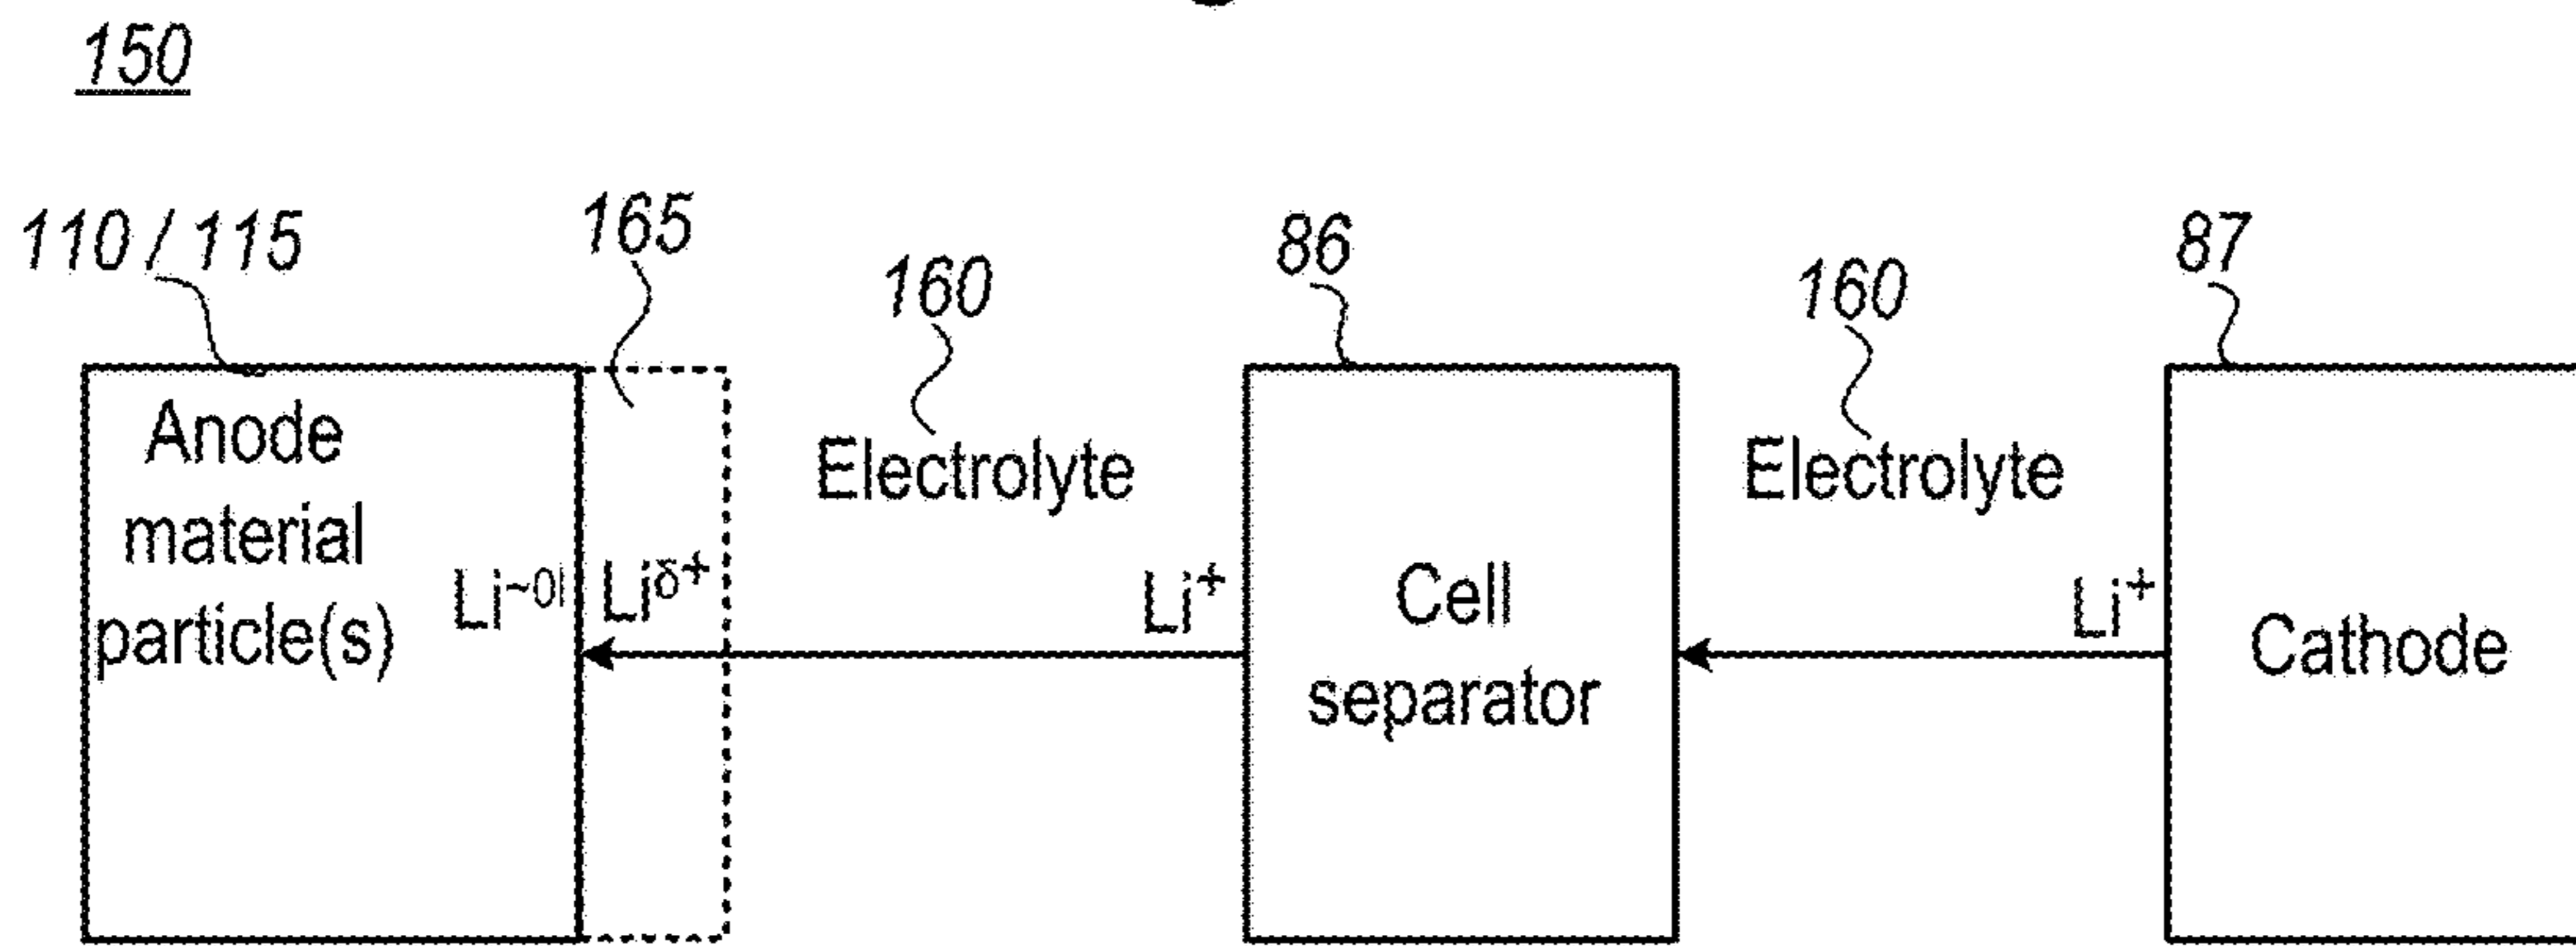 150
110 / 115
165
160
86
160
87
Anode
material
particle(s)
Li~0l
Liδ+
Electrolyte
Li+
Cell
separator
Electrolyte
Li+
Cathode